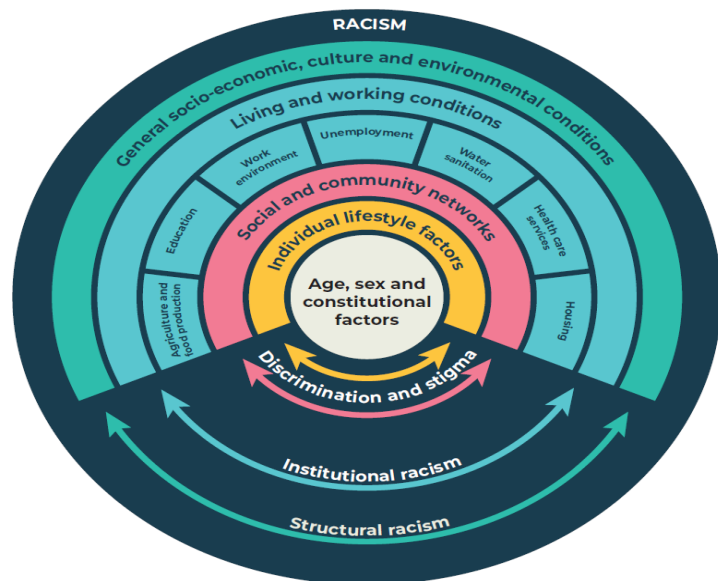 RACISM
General socio-economic, culture and environmental conditions
Living and working conditions
Agriculture and
food production
Education
Work
environment
Unemployment
Water
sanitation
Health care
services
Housing
Social and community networks
Individual lifestyle factors
Age, sex and
constitutional
factors
Discrimination and stigma
Institutional racism
Structural racism